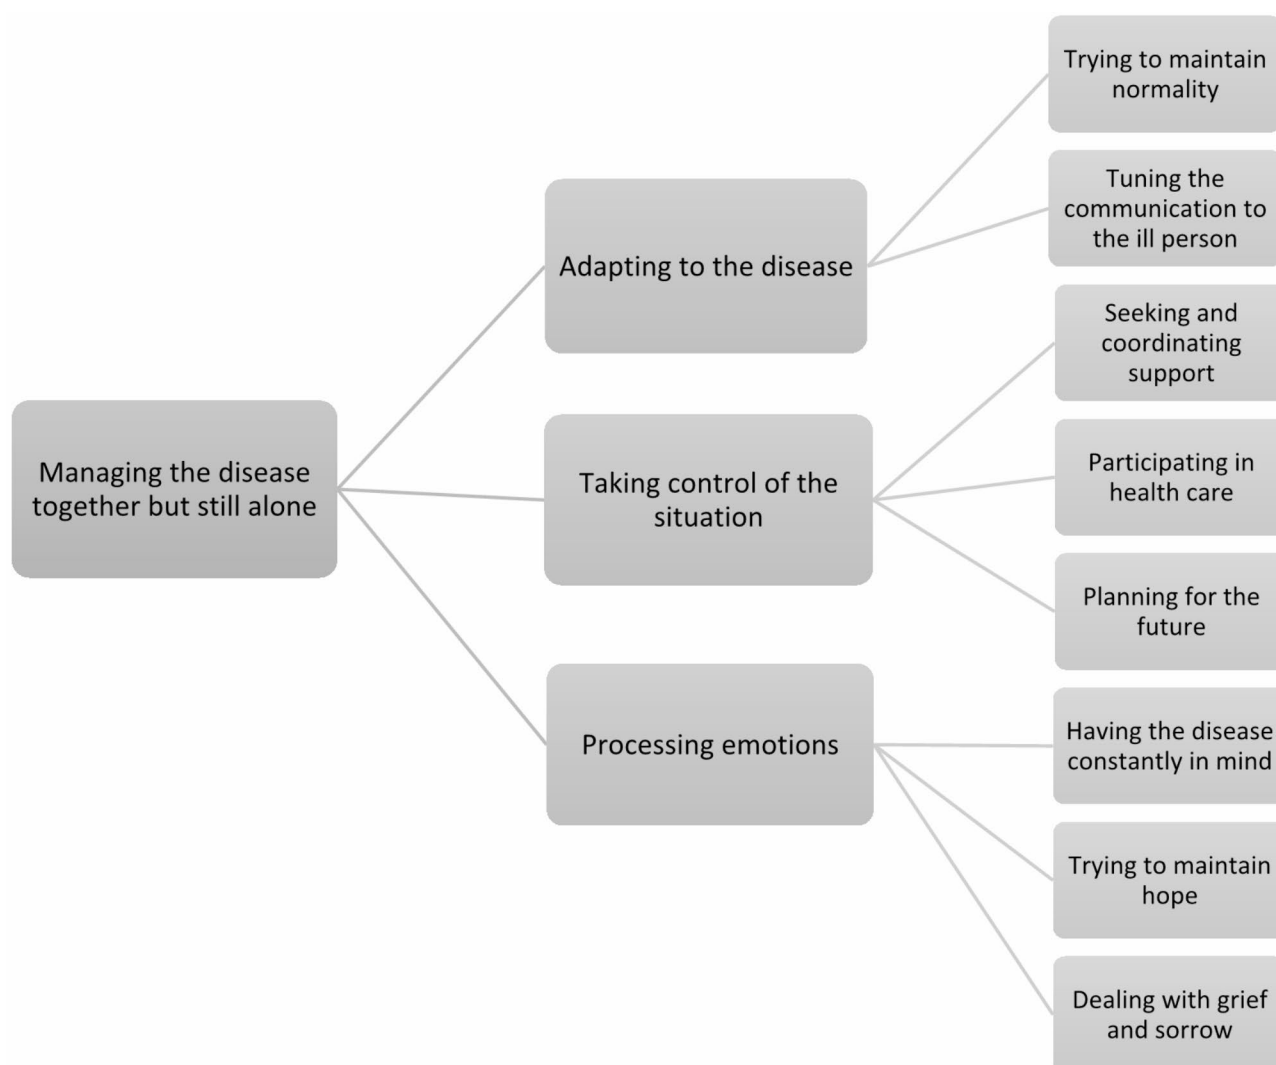 Managing the disease
together but still alone
Adapting to the disease
Taking control of the
situation
Processing emotions
Trying to maintain
normality
Tuning the
communication to
the ill person
Seeking and
coordinating
support
Participating in
health care
Planning for the
future
Having the disease
constantly in mind
Trying to maintain
hope
Dealing with grief
and sorrow